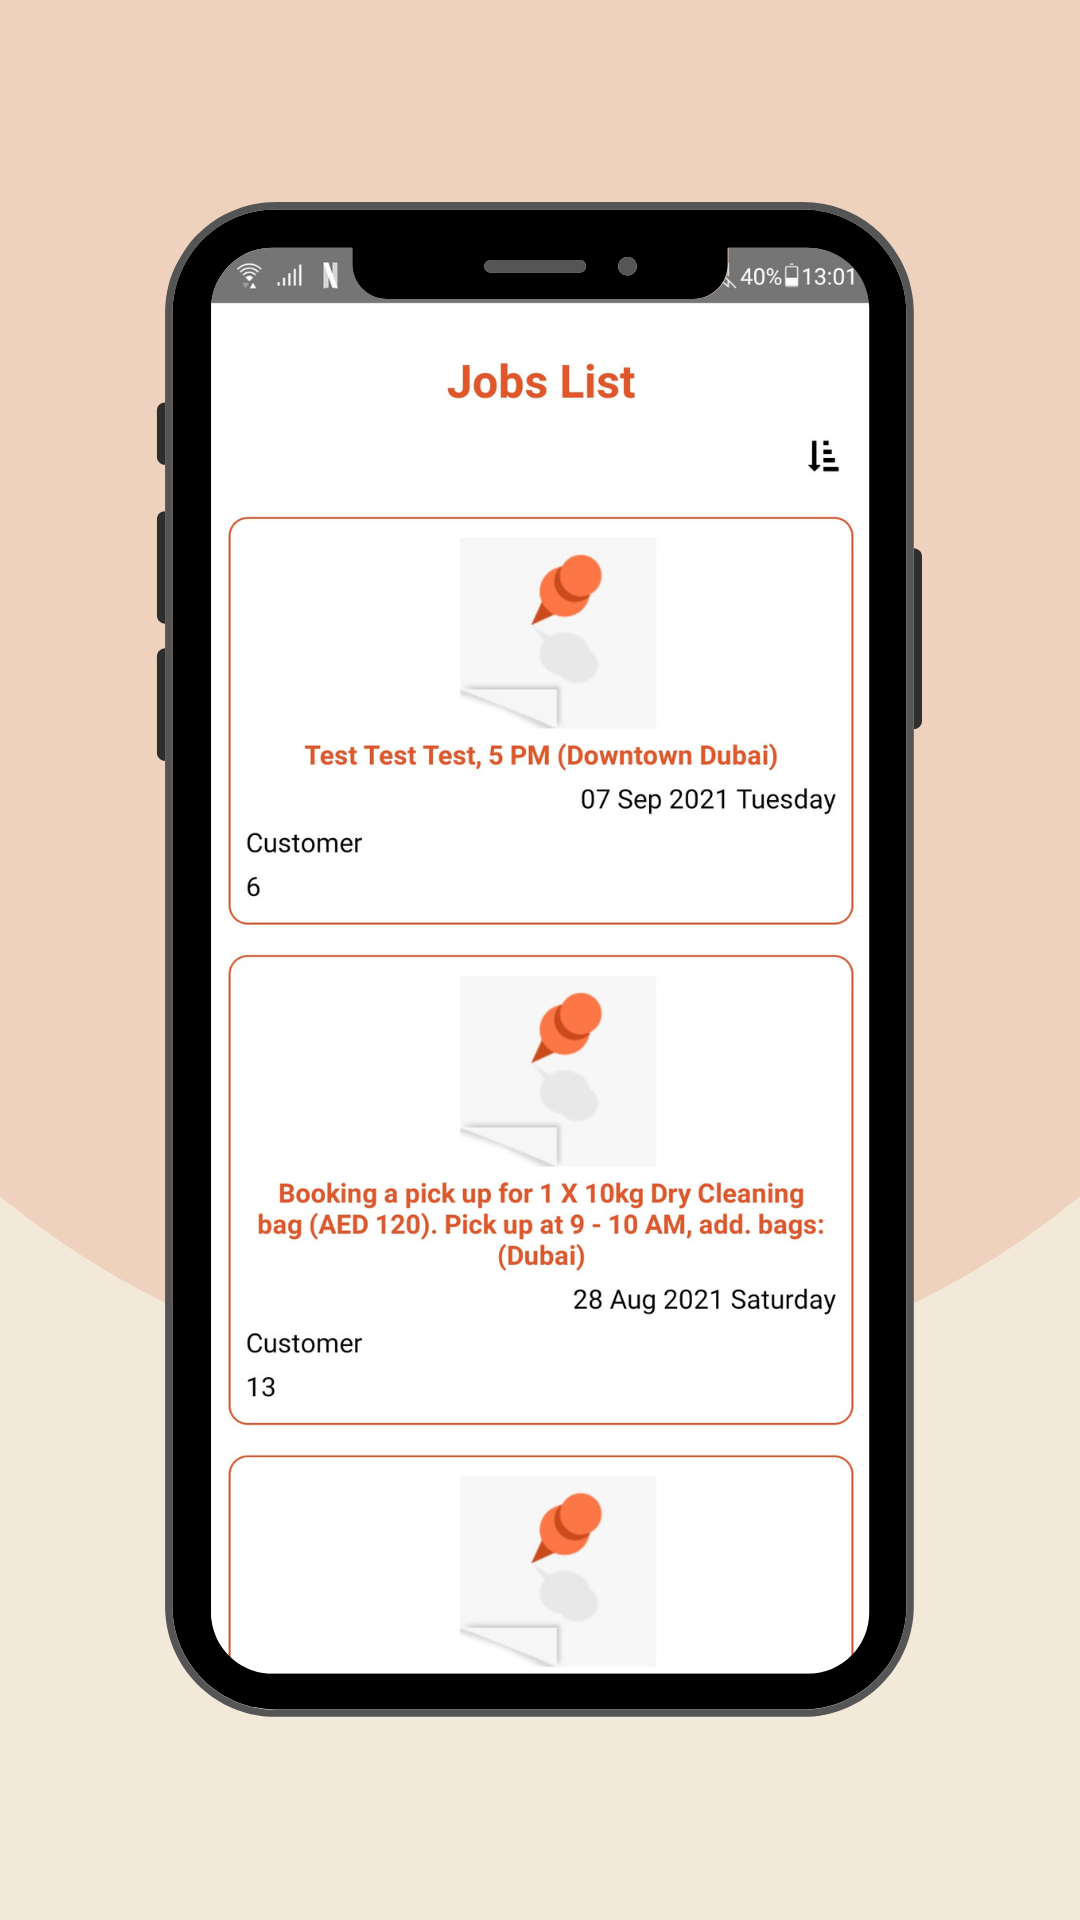 N
40%
13:01
Jobs List
Test Test Test, 5 PM (Downtown Dubai)
07 Sep 2021 Tuesday
Customer
6
Booking a pick up for 1 X 10kg Dry Cleaning
bag (AED 120). Pick up at 9 - 10 AM, add. bags:
(Dubai)
28 Aug 2021 Saturday
Customer
13